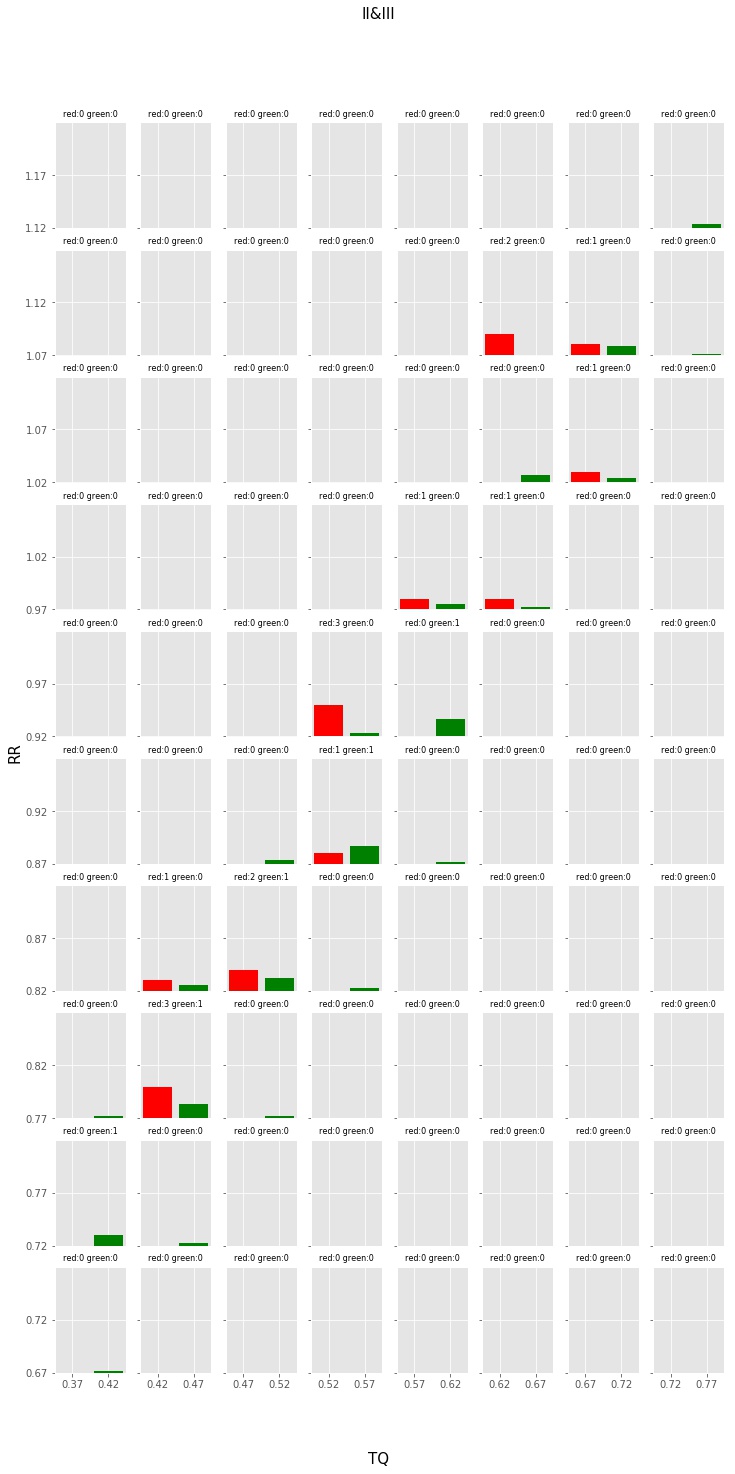 II&III
red:0 green:0 red:0 green:0 red:0 green:0 red:0 green:0 red:0 green:0 red:0 green:0 red:0 green:0 red:0 green:0
1.17
1.12
red:0 green:0 red:0 green:0 red:0 green:0 red:0 green:0 red:0 green:0 red:2 green:0 red:1 green:0 red:0 green:0
1.12
1.07
red:0 green:0 red:0 green:0 red:0 green:0 red:0 green:0 red:0 green:0 red:0 green:0 red:1 green:0 red:0 green:0
1.07
1.02
red:0 green:0 red:0 green:0 red:0 green:0 red:0 green:0 red:1 green:0 red:1 green:0 red:0 green:0 red:0 green:0
1.02
0.97
red:0 green:0 red:0 green:0 red:0 green:0 red:3 green:0 red:0 green:1 red:0 green:0 red:0 green:0 red:0 green:0
0.97
0.92
RR
red:0 green:0 red:0 green:0 red:0 green:0 red:1 green:1 red:0 green:0 red:0 green:0 red:0 green:0 red:0 green:0
0.92
0.87
red:0 green:0 red:1 green:0 red:2 green:1 red:0 green:0 red:0 green:0 red:0 green:0 red:0 green:0 red:0 green:0
0.87
0.82
red:0 green:0 red:3 green:1 red:0 green:0 red:0 green:0 red:0 green:0 red:0 green:0 red:0 green:0 red:0 green:0
0.82
0.77
red:0 green:1 red:0 green:0 red:0 green:0 red:0 green:0 red:0 green:0 red:0 green:0 red:0 green:0 red:0 green:0
0.77
0.72
red:0 green:0 red:0 green:0 red:0 green:0 red:0 green:0 red:0 green:0 red:0 green:0 red:0 green:0 red:0 green:0
0.72
0.67
0.37 0.42 0.42 0.47 0.47 0.52 0.52 0.57 0.57 0.62 0.62 0.67 0.67 0.72 0.72 0.77
TQ